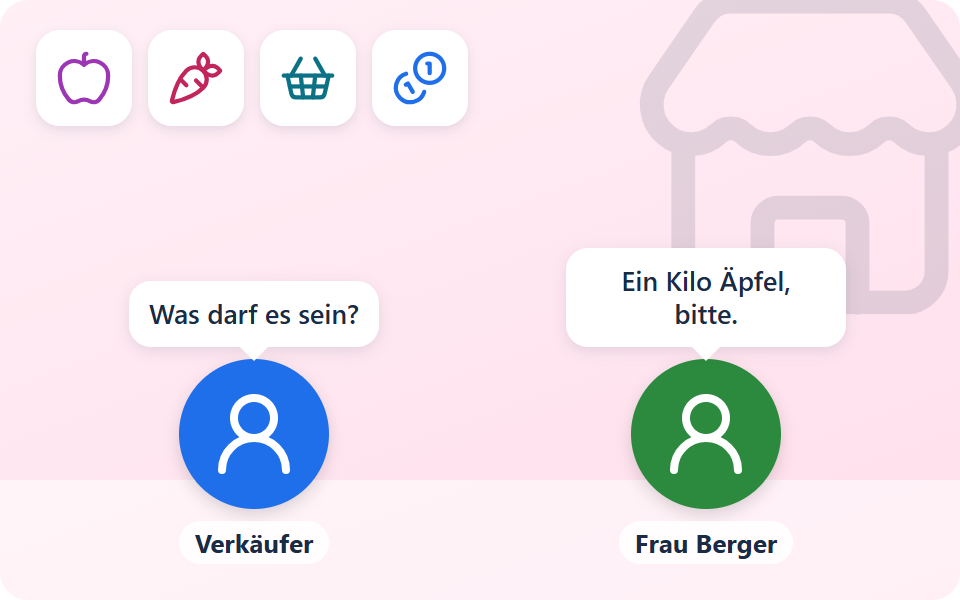 Was darf es sein?
Ein Kilo Äpfel,
bitte.
Verkäufer
Frau Berger